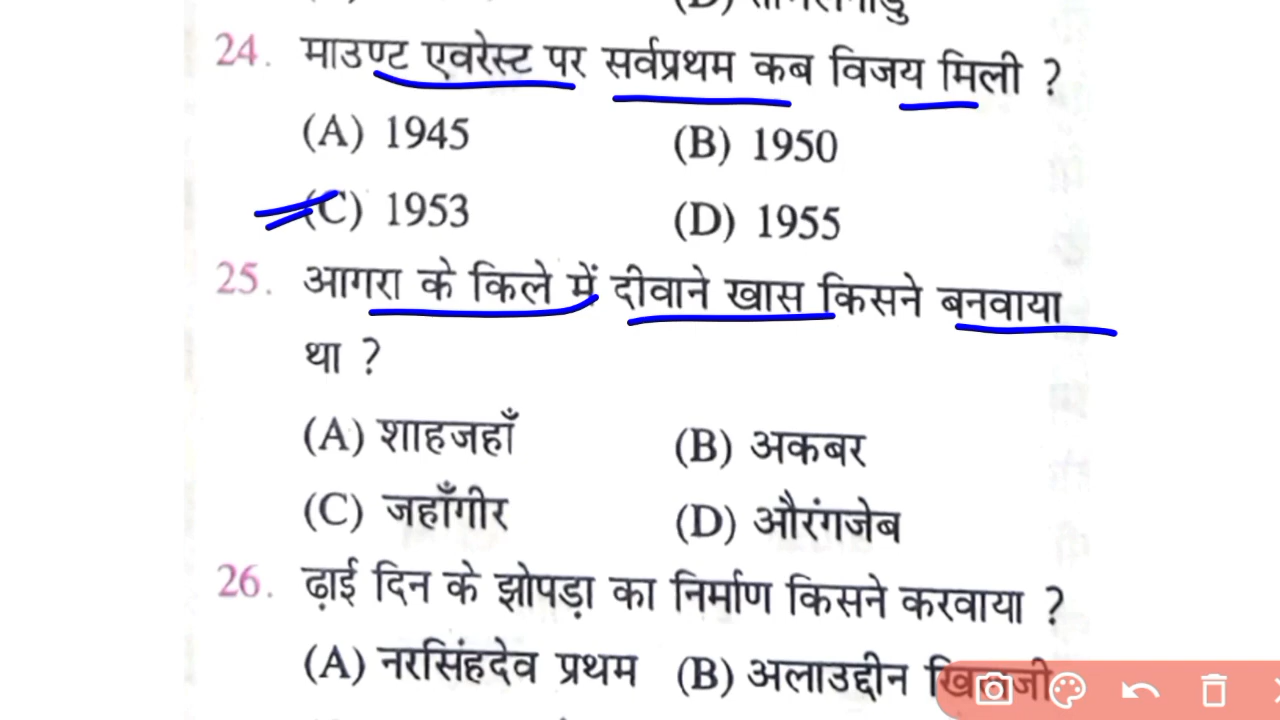 24. माउण्ट एवरेस्ट पर सर्वप्रथम कब विजय मिली ?
(A) 1945 (B) 1950
(C) 1953 (D) 1955
25. आगरा के किले में दीवाने खास किसने बनवाया
था ?
(A) शाहजहाँ (B) अकबर
(C) जहाँगीर (D) औरंगजेब
26. ढ़ाई दिन के झोपड़ा का निर्माण किसने करवाया ?
(A) नरसिंहदेव प्रथम (B) अलाउद्दीन खिलजी